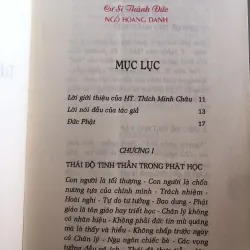 Cư Sĩ Thành Đức
NGÔ HOANG, DANH
MỤC LỤC
Lời giới thiệu của HT. Thích Minh Châu 11
Lời nói đầu của tác giả 13
Đức Phật 17
CHƯƠNG I
THÁI ĐỘ TINH THẦN TRONG PHẬT HỌC
Con người là tối thượng - Con người là chốn
nương tựa của chính mình - Trách nhiệm -
Hoài nghi - Tự do tư tưởng - Bao dung - Phật
giáo là tôn giáo hay triết học? - Chân lý không
có nhãn hiệu - Không phải đức tin mù quáng
mà là thấy và hiểu - Không chấp trước ngay
cả Chân lý - Ngụ ngôn chiếc bè - Các vọng